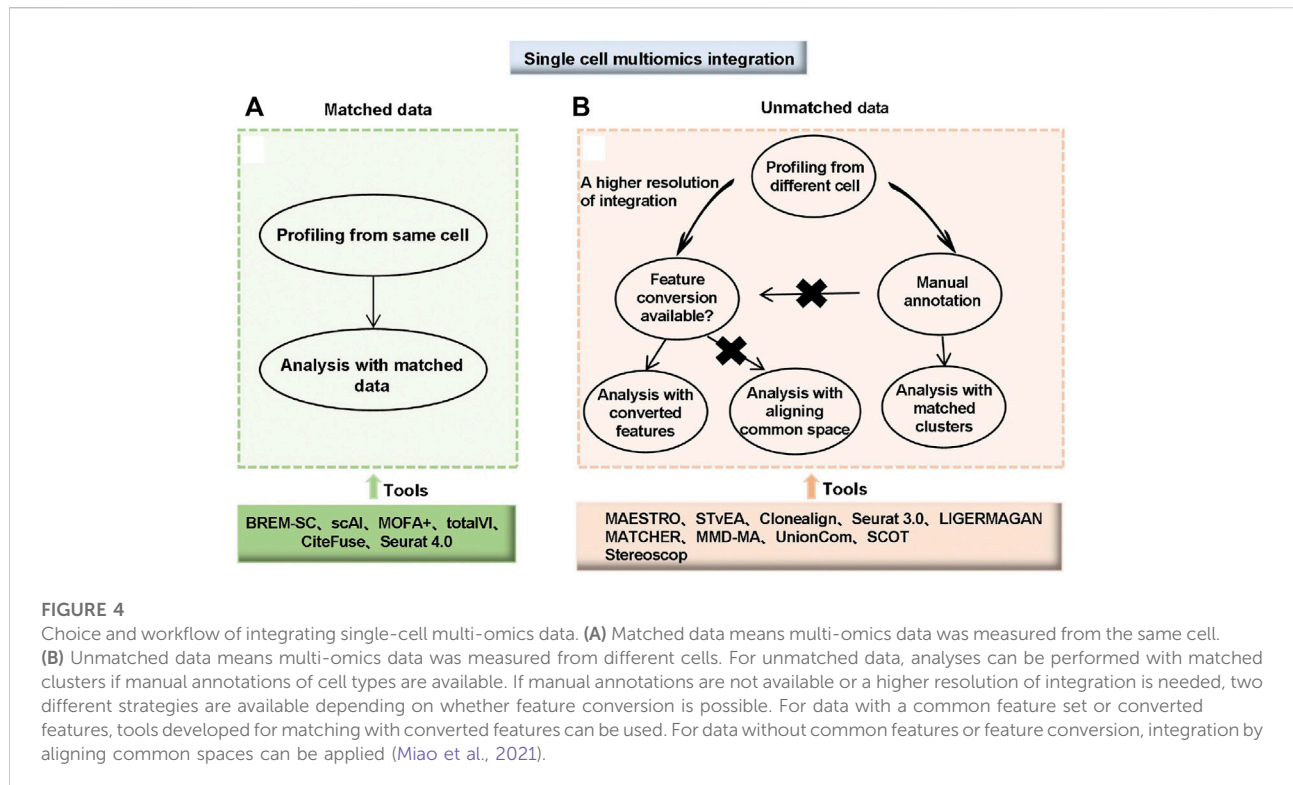 Single cell multiomics integration
A
Matched data
Profiling from same cell
Analysis with matched
data
Tools
BREM-SC、scAI、MOFA+、totalVI、
CiteFuse、Seurat 4.0
B
Unmatched data
Profiling from
different cell
A higher resolution
of integration
Feature
conversion
available?
Manual
annotation
Analysis with
converted
features
Analysis with
aligning
common space
Analysis with
matched
clusters
Tools
MAESTRO、STvEA、Clonealign、Seurat 3.0、LIGERMAGAN
MATCHER、MMD-MA、UnionCom、SCOT
Stereoscop
FIGURE 4
Choice and workflow of integrating single-cell multi-omics data. (A) Matched data means multi-omics data was measured from the same cell.
(B) Unmatched data means multi-omics data was measured from different cells. For unmatched data, analyses can be performed with matched
clusters if manual annotations of cell types are available. If manual annotations are not available or a higher resolution of integration is needed, two
different strategies are available depending on whether feature conversion is possible. For data with a common feature set or converted
features, tools developed for matching with converted features can be used. For data without common features or feature conversion, integration by
aligning common spaces can be applied (Miao et al., 2021).